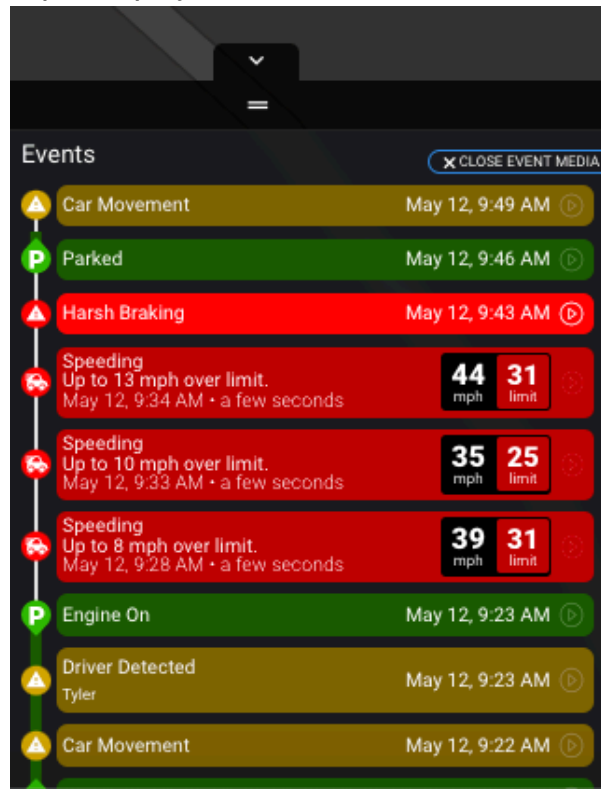 Events
CLOSE EVENT MEDIA
Car Movement May 12, 9:49 AM
P Parked May 12, 9:46 AM
Harsh Braking May 12, 9:43 AM
Speeding
Up to 13 mph over limit.
May 12, 9:34 AM • a few seconds
44 31
mph limit
Speeding
Up to 10 mph over limit.
May 12, 9:33 AM • a few seconds
35 25
mph limit
Speeding
Up to 8 mph over limit.
May 12, 9:28 AM • a few seconds
39 31
mph limit
P Engine On May 12, 9:23 AM
Driver Detected
Tyler
May 12, 9:23 AM
Car Movement May 12, 9:22 AM